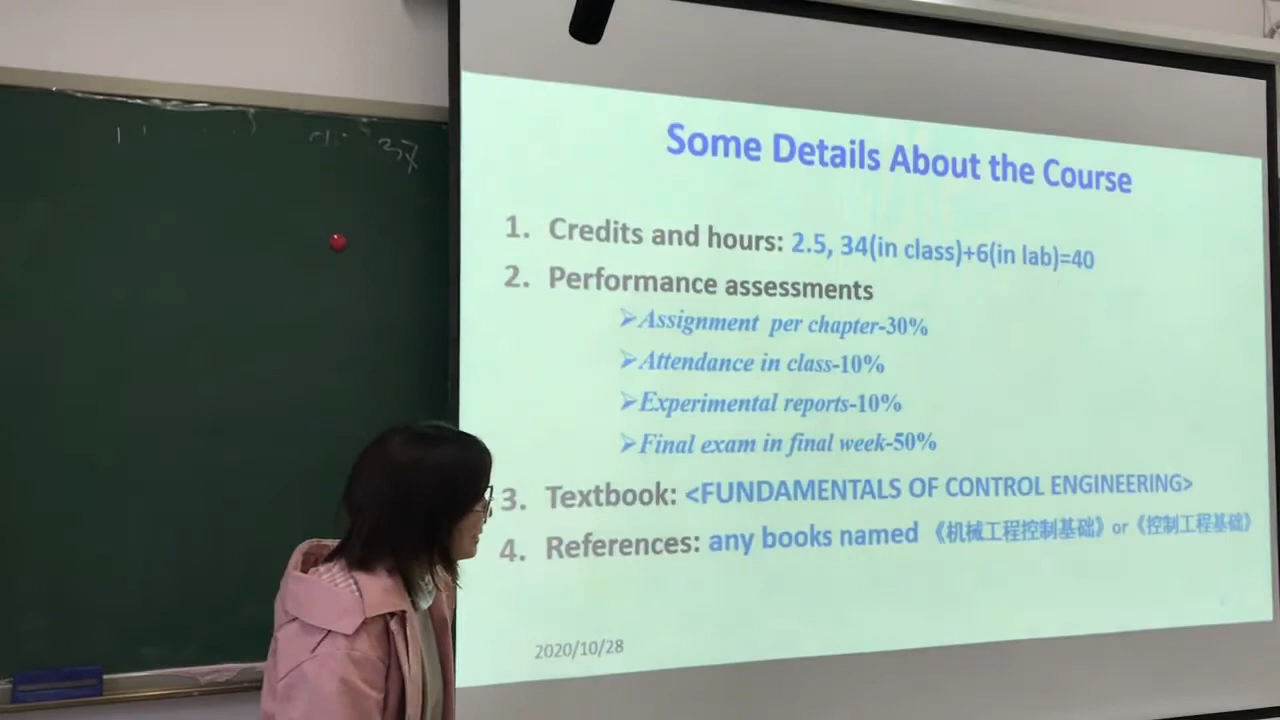 Some Details About the Course
1. Credits and hours: 2.5, 34(in class)+6(in lab)=40
2. Performance assessments
➢Assignment per chapter-30%
➢Attendance in class-10%
➢Experimental reports-10%
➢Final exam in final week-50%
3. Textbook: <FUNDAMENTALS OF CONTROL ENGINEERING>
4. References: any books named 《机械工程控制基础》or《控制工程基础》
2020/10/28